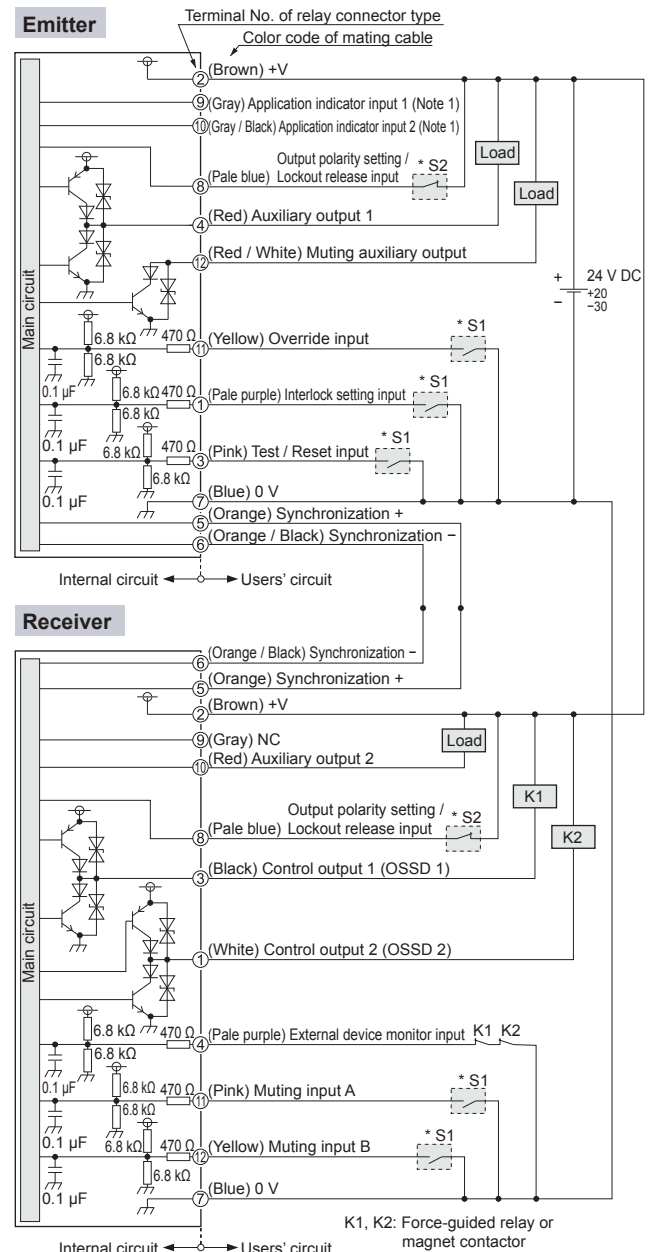 Emitter
Terminal No. of relay connector type
Color code of mating cable
Main circuit
② (Brown) +V
⑨ (Gray) Application indicator input 1 (Note 1)
⑩ (Gray / Black) Application indicator input 2 (Note 1)
Output polarity setting /
⑧ (Pale blue) Lockout release input
* S2
Load
Load
④ (Red) Auxiliary output 1
⑫ (Red / White) Muting auxiliary output
+
−
24 V DC
+20
−30
6.8 kΩ
470 Ω
⑪ (Yellow) Override input
* S1
6.8 kΩ
0.1 µF
6.8 kΩ
470 Ω
① (Pale purple) Interlock setting input
* S1
6.8 kΩ
0.1 µF
6.8 kΩ
470 Ω
③ (Pink) Test / Reset input
* S1
6.8 kΩ
0.1 µF
⑦ (Blue) 0 V
⑤ (Orange) Synchronization +
⑥ (Orange / Black) Synchronization −
Internal circuit
Users' circuit
Receiver
Main circuit
⑥ (Orange / Black) Synchronization −
⑤ (Orange) Synchronization +
② (Brown) +V
⑨ (Gray) NC
⑩ (Red) Auxiliary output 2
Load
Output polarity setting /
⑧ (Pale blue) Lockout release input
* S2
K1
K2
③ (Black) Control output 1 (OSSD 1)
① (White) Control output 2 (OSSD 2)
6.8 kΩ
470 Ω
④ (Pale purple) External device monitor input
K1 K2
6.8 kΩ
0.1 µF
6.8 kΩ
470 Ω
⑪ (Pink) Muting input A
* S1
6.8 kΩ
0.1 µF
6.8 kΩ
470 Ω
⑫ (Yellow) Muting input B
* S1
6.8 kΩ
0.1 µF
⑦ (Blue) 0 V
K1, K2: Force-guided relay or
magnet contactor
Internal circuit
Users' circuit